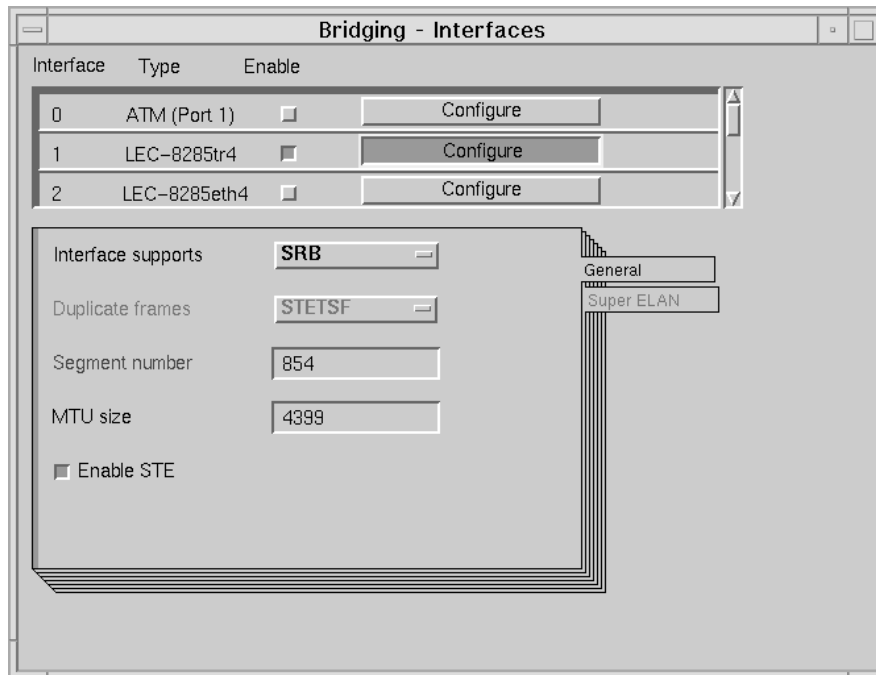 Bridging - Interfaces
Interface Type Enable
0 ATM (Port 1) Configure
1 LEC-8285tr4 Configure
2 LEC-8285eth4 Configure
Interface supports SRB
General
Duplicate frames STETSF
Super ELAN
Segment number 854
MTU size 4399
Enable STE